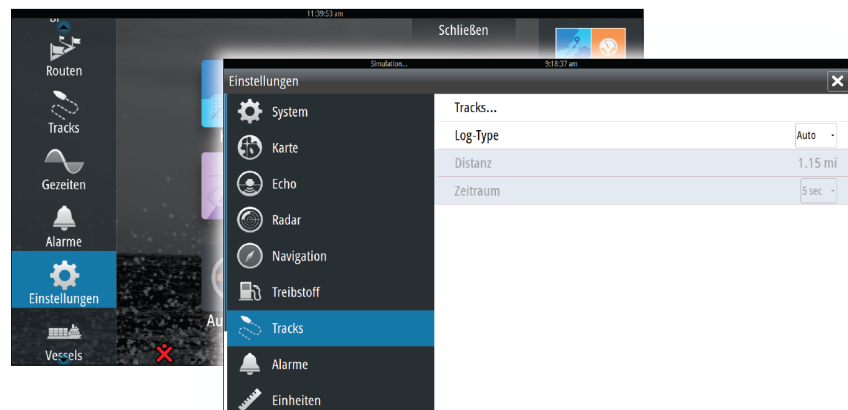 11:39:53 am
Schließen
Routen
Tracks
Gezeiten
Alarme
Einstellungen
Vessels
Au
Simulation...
9:18:37 am
Einstellungen
System
Karte
Echo
Radar
Navigation
Treibstoff
Tracks
Alarme
Einheiten
Tracks...
Log-Type
Auto
Distanz
1.15 mi
Zeitraum
5 sec